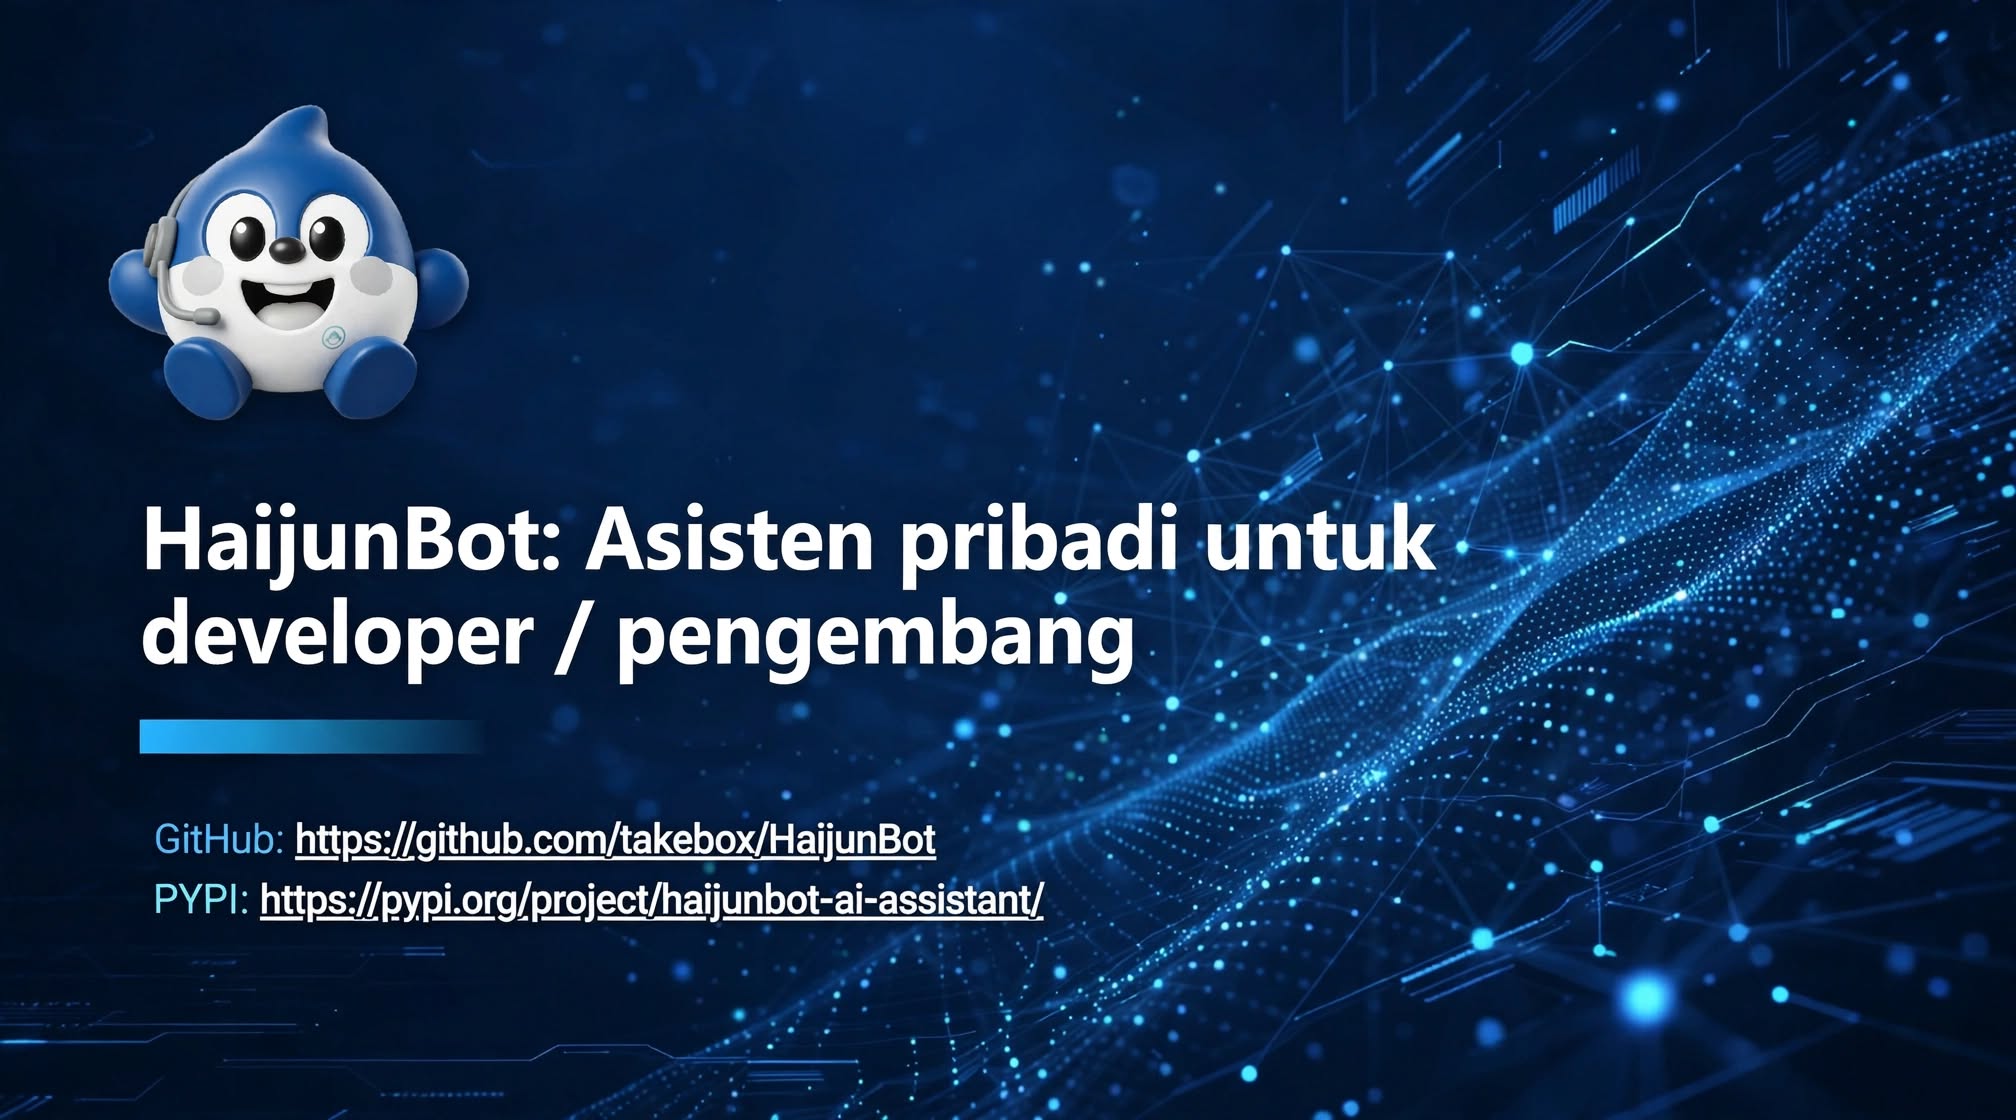 HaijunBot: Asisten pribadi untuk
developer / pengembang
GitHub: https://github.com/takebox/HaijunBot
PYPI: https://pypi.org/project/haijunbot-ai-assistant/